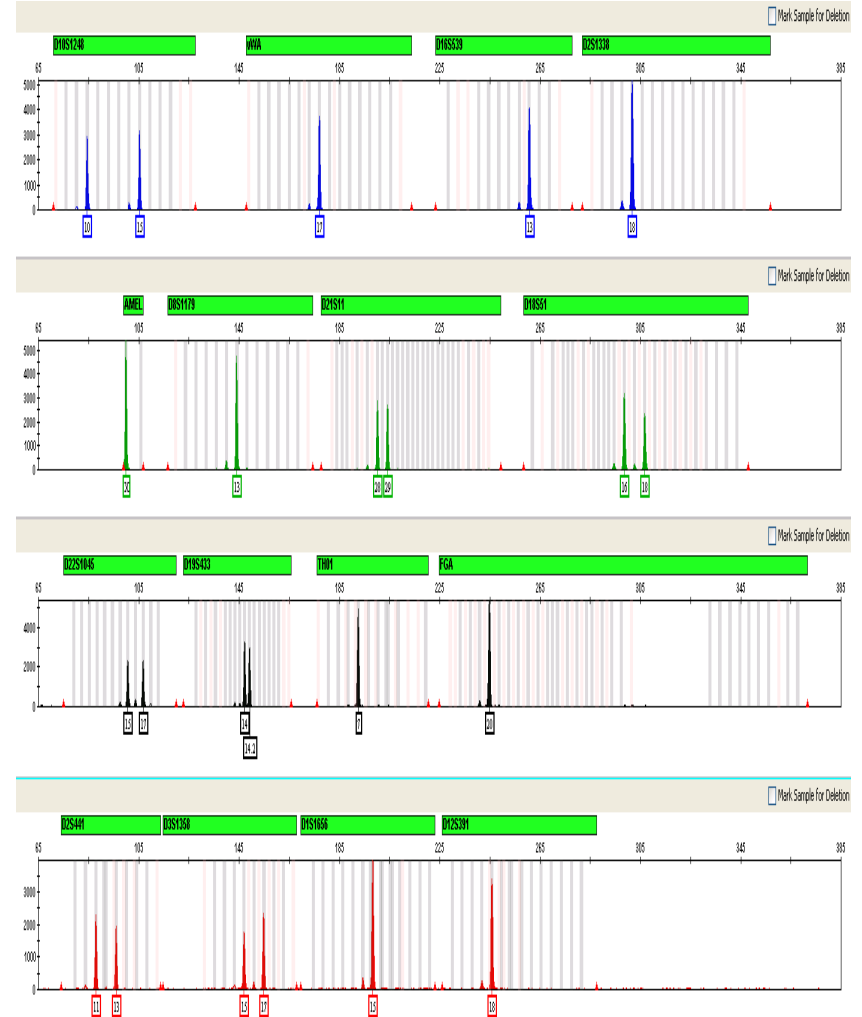 Mark Sample for Deletion
D10S1248 vWA D16S539 D2S1338
65 105 145 185 225 265 305 345 385
5000
4000
3000
2000
1000
0
10 15 17 13 18
Mark Sample for Deletion
AMEL D8S1179 D21S11 D18S51
65 105 145 185 225 265 305 345 385
5000
4000
3000
2000
1000
0
X 13 28 29 16 18
Mark Sample for Deletion
D22S1045 D19S433 TH01 FGA
65 105 145 185 225 265 305 345 385
4000
2000
0
15 17 14 7 20
14.2
Mark Sample for Deletion
D2S441 D3S1358 D1S1656 D12S391
65 105 145 185 225 265 305 345 385
3000
2000
1000
0
11 13 15 17 15 18